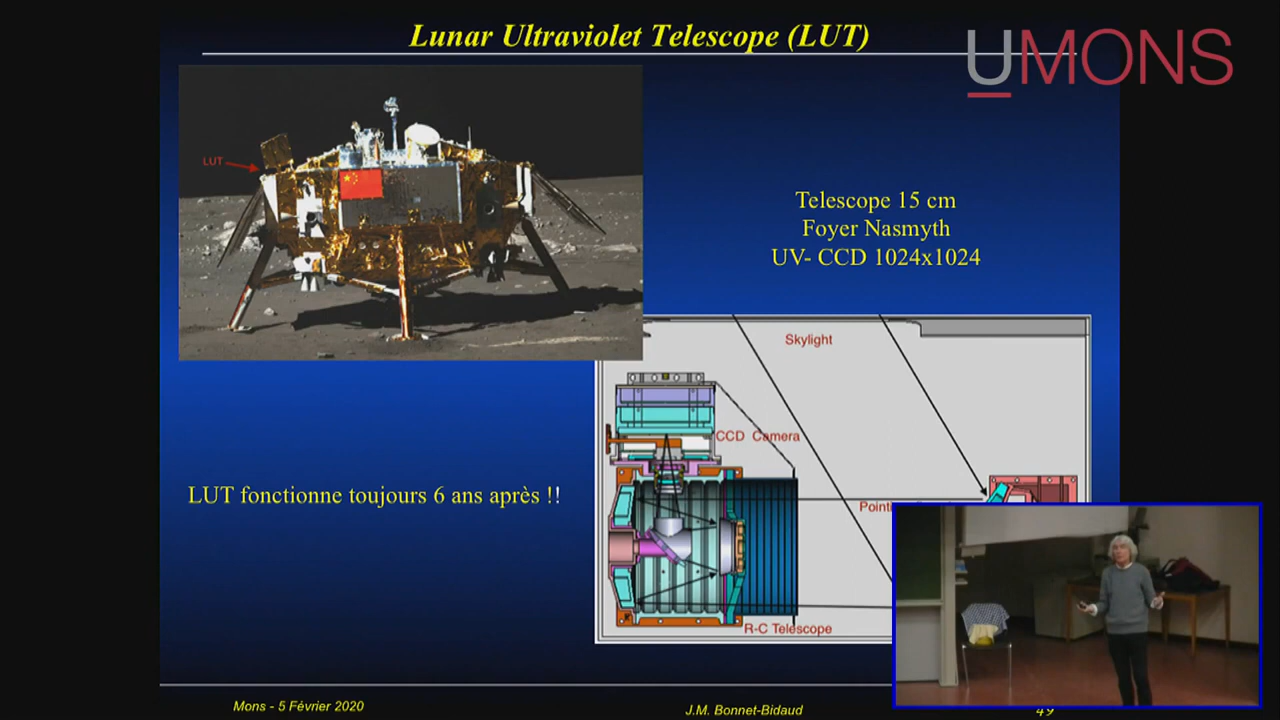 Lunar Ultraviolet Telescope (LUT)
UMONS
LUT
Telescope 15 cm
Foyer Nasmyth
UV- CCD 1024x1024
Skylight
CCD Camera
LUT fonctionne toujours 6 ans après !!
R-C Telescope
Mons - 5 Février 2020
J.M. Bonnet-Bidaud
49